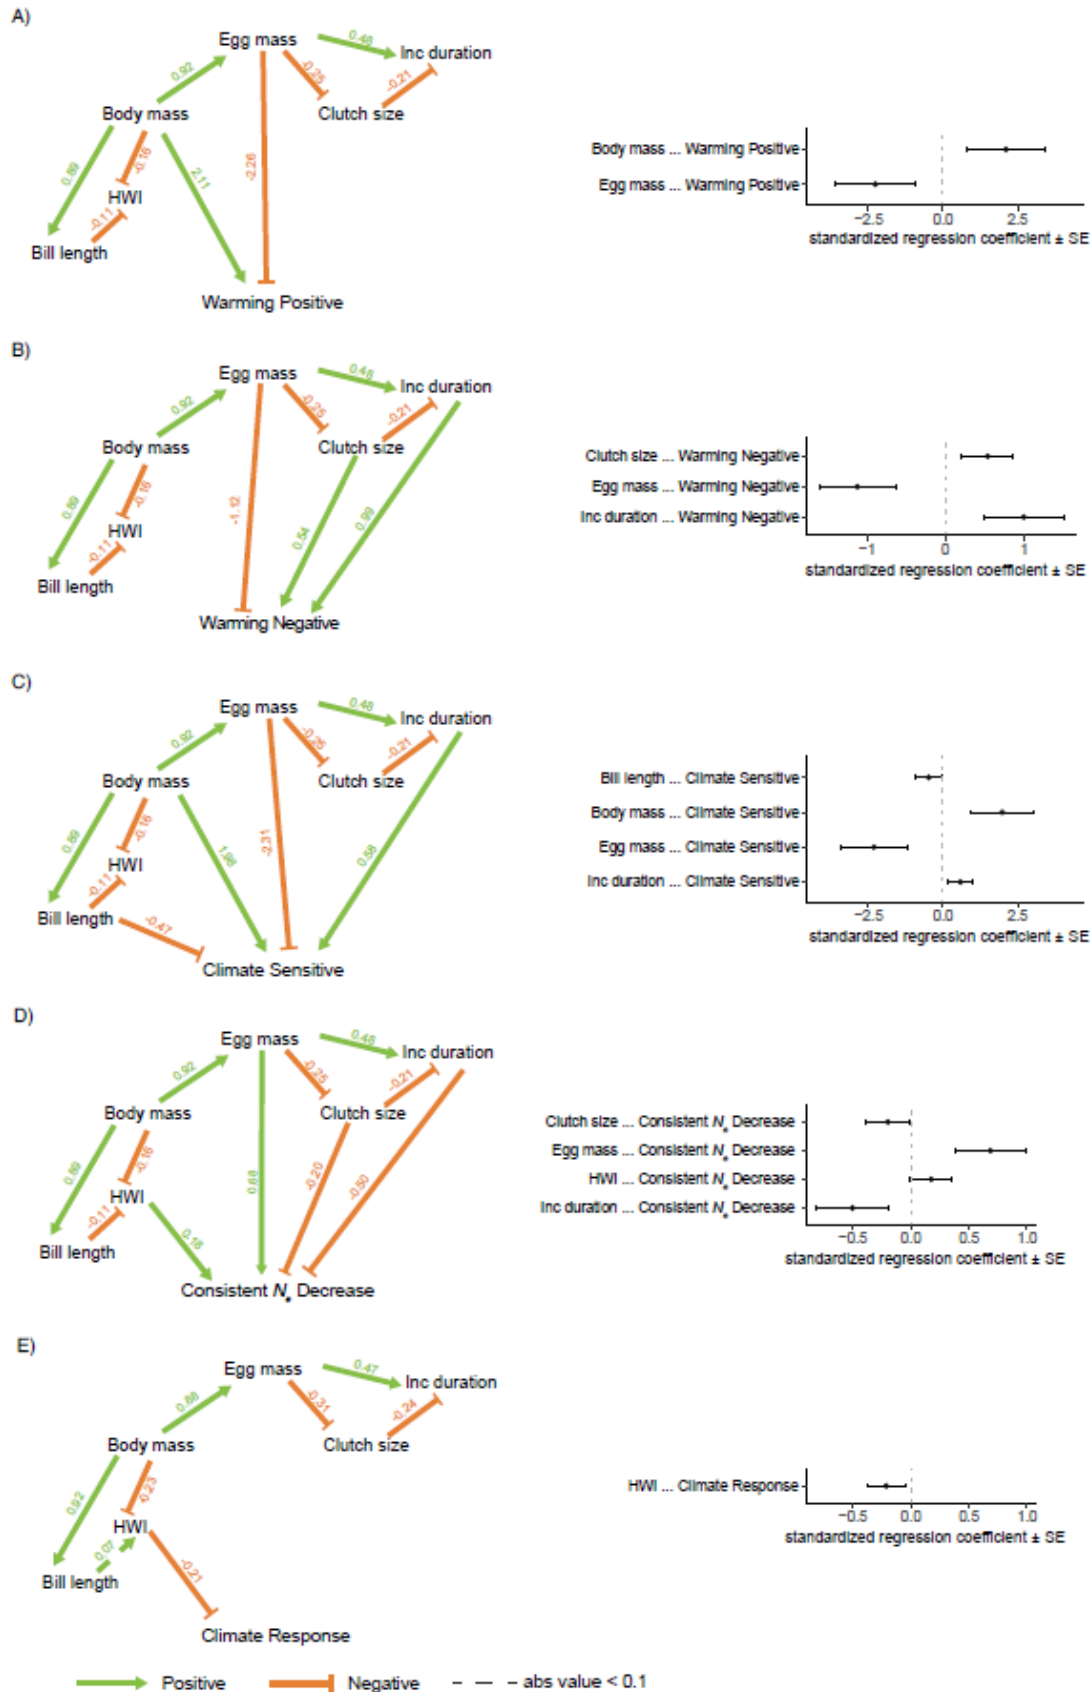 A)
Egg mass
0.48
Inc duration
0.92
-0.25
-0.21
Body mass
Clutch size
0.89
-0.16
2.11
-2.26
HWI
-0.11
Bill length
Warming Positive
Body mass ... Warming Positive
Egg mass ... Warming Positive
−2.5 0.0 2.5
standardized regression coefficient ± SE
B)
Egg mass
0.48
Inc duration
0.92
-0.25
-0.21
Body mass
Clutch size
0.89
-0.16
-1.12
0.54
0.99
HWI
-0.11
Bill length
Warming Negative
Clutch size ... Warming Negative
Egg mass ... Warming Negative
Inc duration ... Warming Negative
−1 0 1
standardized regression coefficient ± SE
C)
Egg mass
0.48
Inc duration
0.92
-0.25
-0.21
Body mass
Clutch size
0.89
-0.16
1.98
-2.31
0.58
HWI
-0.11
Bill length
-0.47
Climate Sensitive
Bill length ... Climate Sensitive
Body mass ... Climate Sensitive
Egg mass ... Climate Sensitive
Inc duration ... Climate Sensitive
−2.5 0.0 2.5
standardized regression coefficient ± SE
D)
Egg mass
0.48
Inc duration
0.92
-0.25
-0.21
Body mass
Clutch size
0.89
-0.16
0.68
-0.20
-0.50
HWI
-0.11
0.18
Bill length
Consistent Nₑ Decrease
Clutch size ... Consistent Nₑ Decrease
Egg mass ... Consistent Nₑ Decrease
HWI ... Consistent Nₑ Decrease
Inc duration ... Consistent Nₑ Decrease
−0.5 0.0 0.5 1.0
standardized regression coefficient ± SE
E)
Egg mass
0.47
Inc duration
0.88
-0.31
-0.24
Body mass
Clutch size
0.92
-0.23
HWI
0.07
-0.21
Bill length
Climate Response
HWI ... Climate Response
−0.5 0.0 0.5 1.0
standardized regression coefficient ± SE
Positive Negative abs value < 0.1